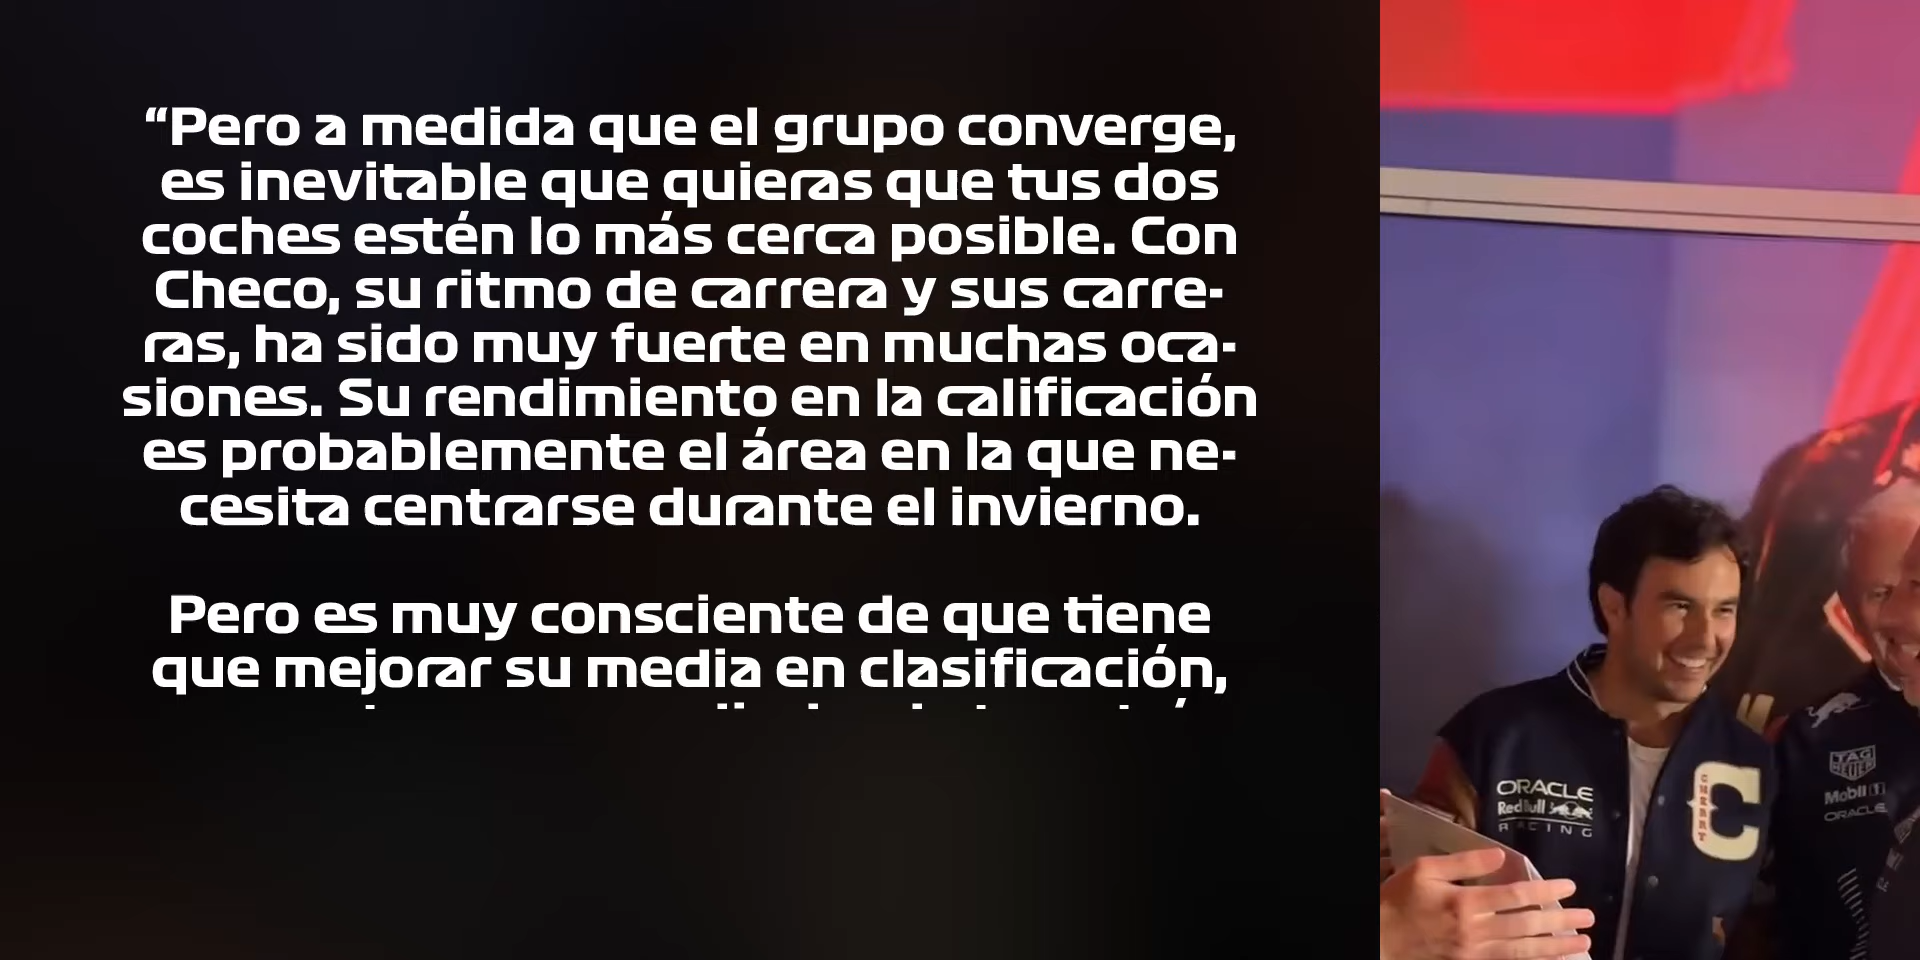 “Pero a medida que el grupo converge,
es inevitable que quieras que tus dos
coches estén lo más cerca posible. Con
Checo, su ritmo de carrera y sus carre-
ras, ha sido muy fuerte en muchas oca-
siones. Su rendimiento en la calificación
es probablemente el área en la que ne-
cesita centrarse durante el invierno.
Pero es muy consciente de que tiene
que mejorar su media en clasificación,
ORACLE
Red Bull
RACING
C
TAG
HEUER
Mobil 1
ORACLE